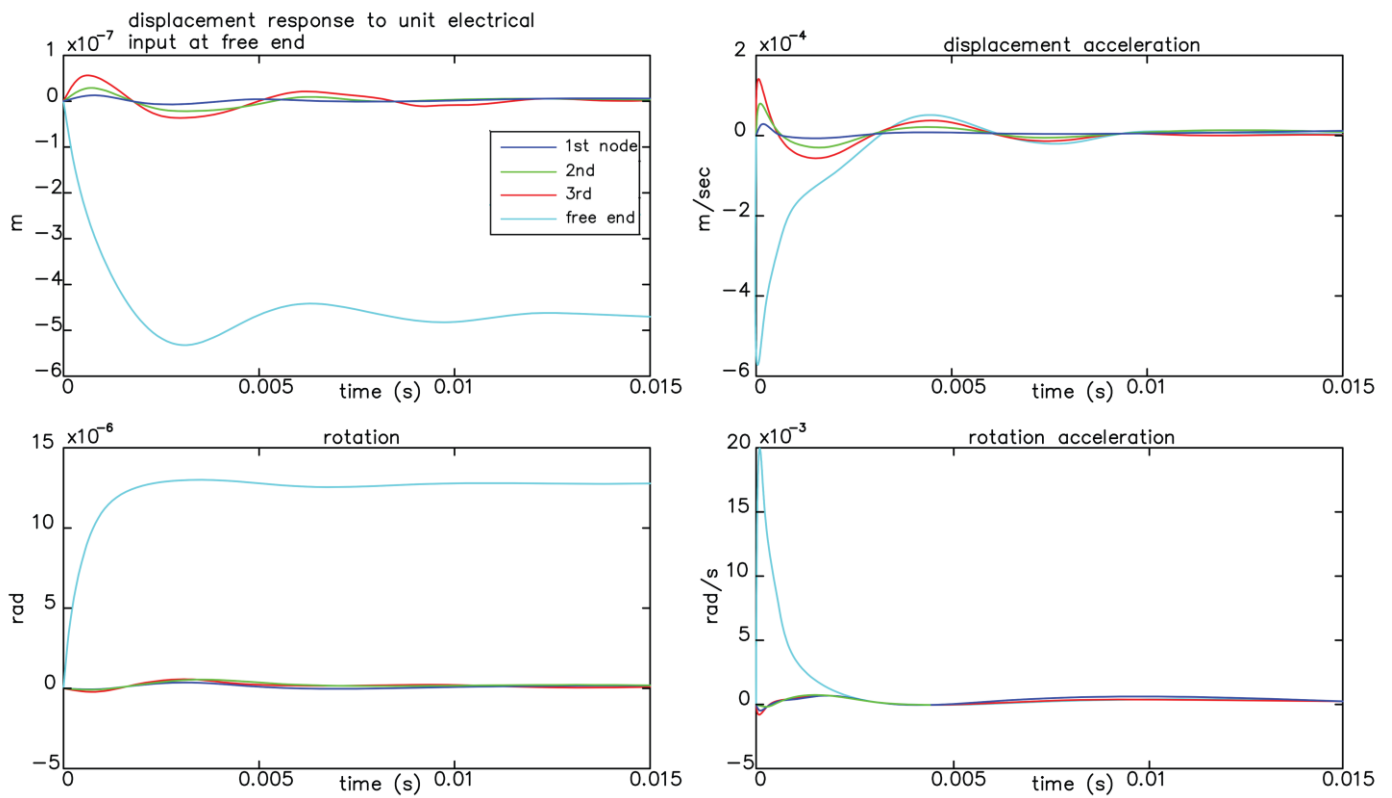 displacement response to unit electrical
input at free end
×10⁻⁷
1
0
−1
−2
−3
−4
−5
−6
m
0
0.005
0.01
0.015
time (s)
1st node
2nd
3rd
free end
displacement acceleration
×10⁻⁴
2
0
−2
−4
−6
m/sec
0
0.005
0.01
0.015
time (s)
rotation
×10⁻⁶
15
10
5
0
−5
rad
0
0.005
0.01
0.015
time (s)
rotation acceleration
×10⁻³
20
15
10
5
0
−5
rad/s
0
0.005
0.01
0.015
time (s)